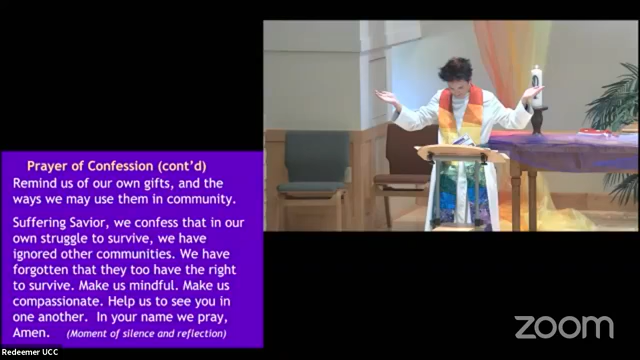 Prayer of Confession (cont'd)
Remind us of our own gifts, and the
ways we may use them in community.
Suffering Savior, we confess that in our
own struggle to survive, we have
ignored other communities. We have
forgotten that they too have the right
to survive. Make us mindful. Make us
compassionate. Help us to see you in
one another.  In your name we pray,
Amen.   (Moment of silence and reflection)
Redeemer UCC
zoom